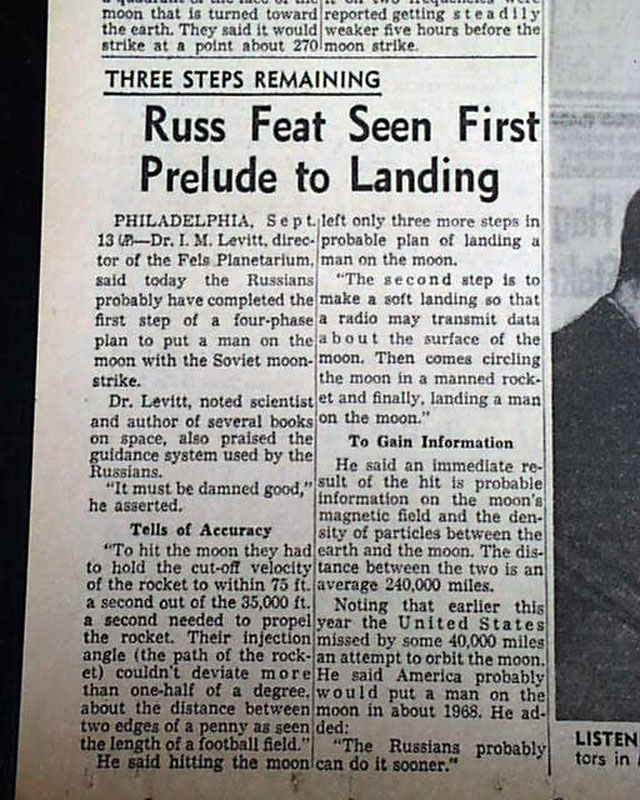 moon that is turned toward
the earth. They said it would
strike at a point about 270
reported getting steadily
weaker five hours before the
moon strike.
THREE STEPS REMAINING
Russ Feat Seen First
Prelude to Landing
PHILADELPHIA, Sept.
13 (AP)—Dr. I. M. Levitt, direc-
tor of the Fels Planetarium,
said today the Russians
probably have completed the
first step of a four-phase
plan to put a man on the
moon with the Soviet moon-
strike.
Dr. Levitt, noted scientist
and author of several books
on space, also praised the
guidance system used by the
Russians.
"It must be damned good,"
he asserted.
Tells of Accuracy
"To hit the moon they had
to hold the cut-off velocity
of the rocket to within 75 ft.
a second out of the 35,000 ft.
a second needed to propel
the rocket. Their injection
angle (the path of the rock-
et) couldn't deviate more
than one-half of a degree,
about the distance between
two edges of a penny as seen
the length of a football field."
He said hitting the moon
left only three more steps in
probable plan of landing a
man on the moon.
"The second step is to
make a soft landing so that
a radio may transmit data
about the surface of the
moon. Then comes circling
the moon in a manned rock-
et and finally, landing a man
on the moon."
To Gain Information
He said an immediate re-
sult of the hit is probable
information on the moon's
magnetic field and the den-
sity of particles between the
earth and the moon. The dis-
tance between the two is an
average 240,000 miles.
Noting that earlier this
year the United States
missed by some 40,000 miles
an attempt to orbit the moon.
He said America probably
would put a man on the
moon in about 1968. He ad-
ded:
"The Russians probably
can do it sooner."
LISTEN
tors in